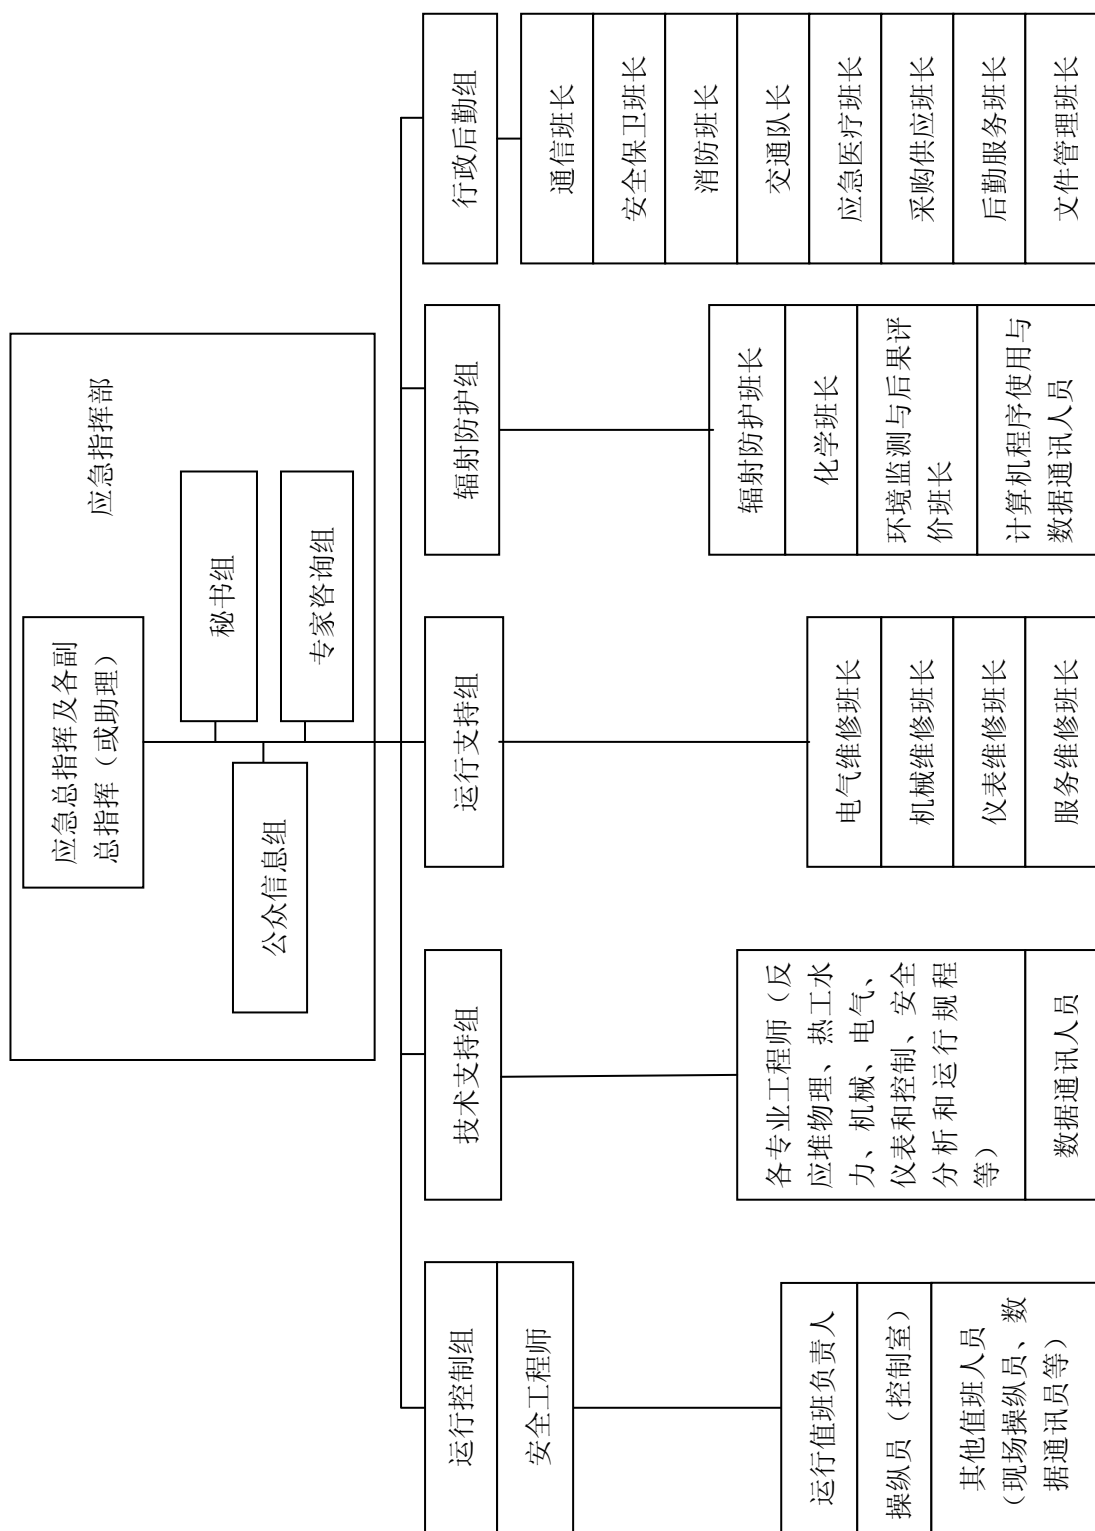 应急指挥部
应急总指挥及各副
总指挥（或助理）
秘书组
公众信息组
专家咨询组
运行控制组
安全工程师
运行值班负责人
操纵员（控制室）
其他值班人员
（现场操纵员、数
据通讯员等）
技术支持组
各专业工程师（反
应堆物理、热工水
力、机械、电气、
仪表和控制、安全
分析和运行规程
等）
数据通讯人员
运行支持组
电气维修班长
机械维修班长
仪表维修班长
服务维修班长
辐射防护组
辐射防护班长
化学班长
环境监测与后果评
价班长
计算机程序使用与
数据通讯人员
行政后勤组
通信班长
安全保卫班长
消防班长
交通队长
应急医疗班长
采购供应班长
后勤服务班长
文件管理班长